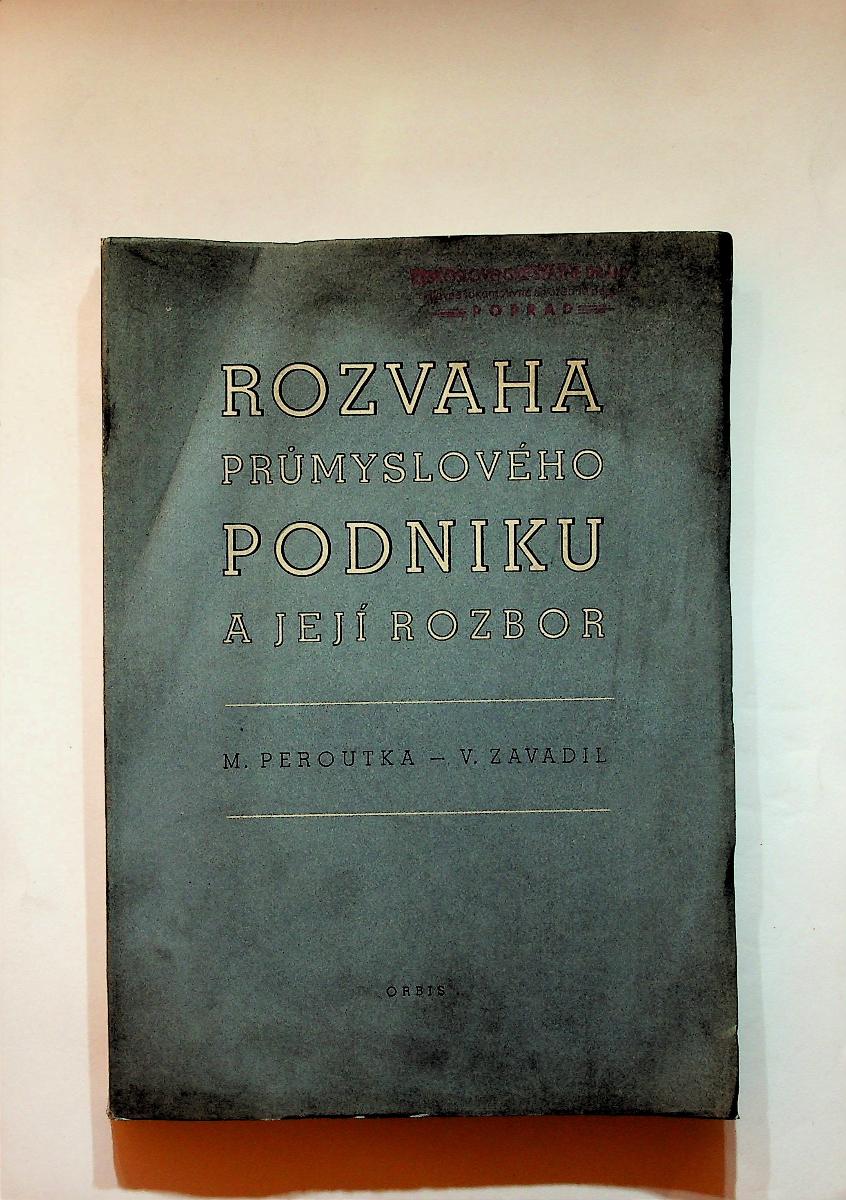 POPRAD
ROZVAHA
PRŮMYSLOVÉHO
PODNIKU
A JEJÍ ROZBOR
M. PEROUTKA — V. ZAVADIL
ORBIS